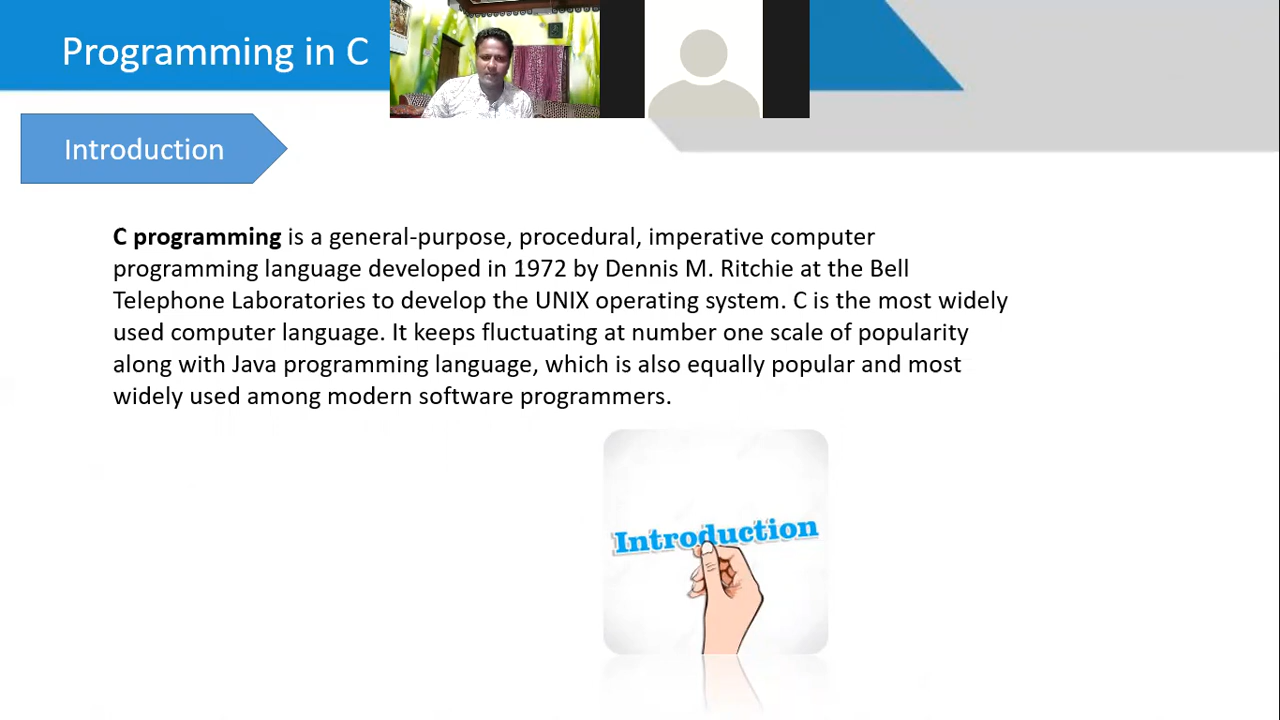 Programming in C
Introduction
C programming is a general-purpose, procedural, imperative computer
programming language developed in 1972 by Dennis M. Ritchie at the Bell
Telephone Laboratories to develop the UNIX operating system. C is the most widely
used computer language. It keeps fluctuating at number one scale of popularity
along with Java programming language, which is also equally popular and most
widely used among modern software programmers.
Introduction